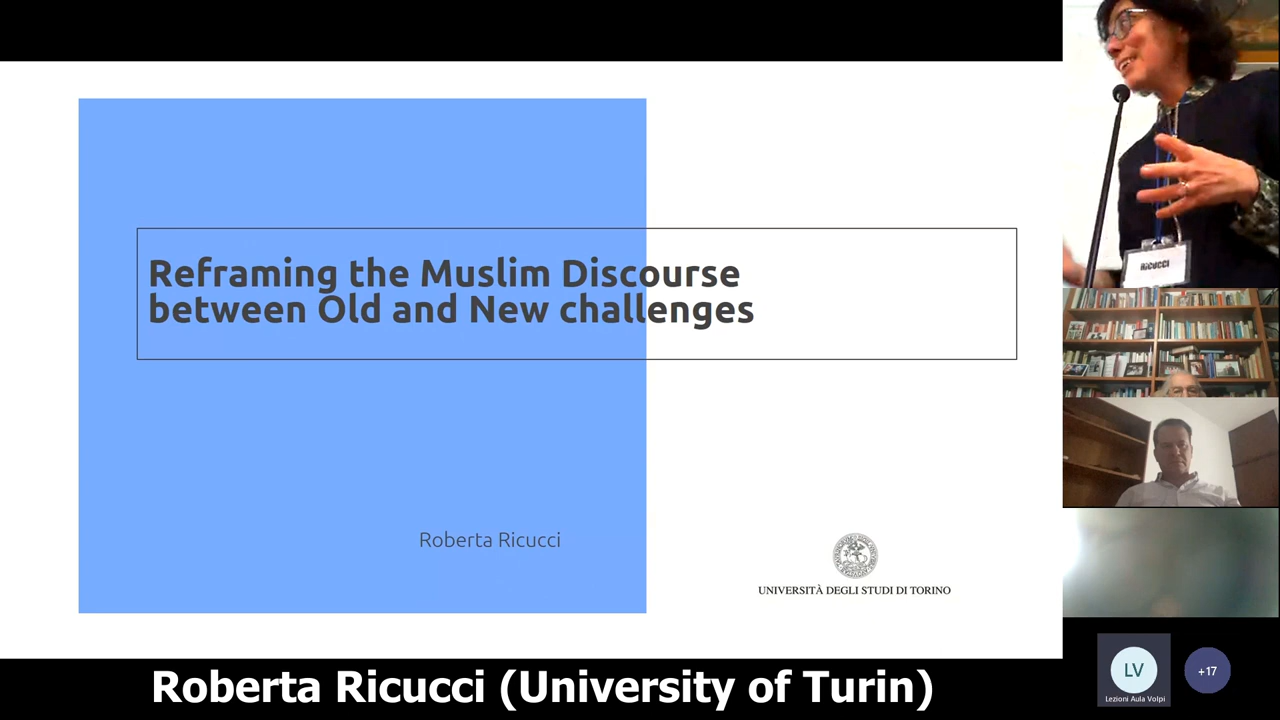 Reframing the Muslim Discourse
between Old and New challenges
Roberta Ricucci
UNIVERSITÀ DEGLI STUDI DI TORINO
Roberta Ricucci (University of Turin)
RICUCCI
LV
Lezioni Aula Volpi
+17